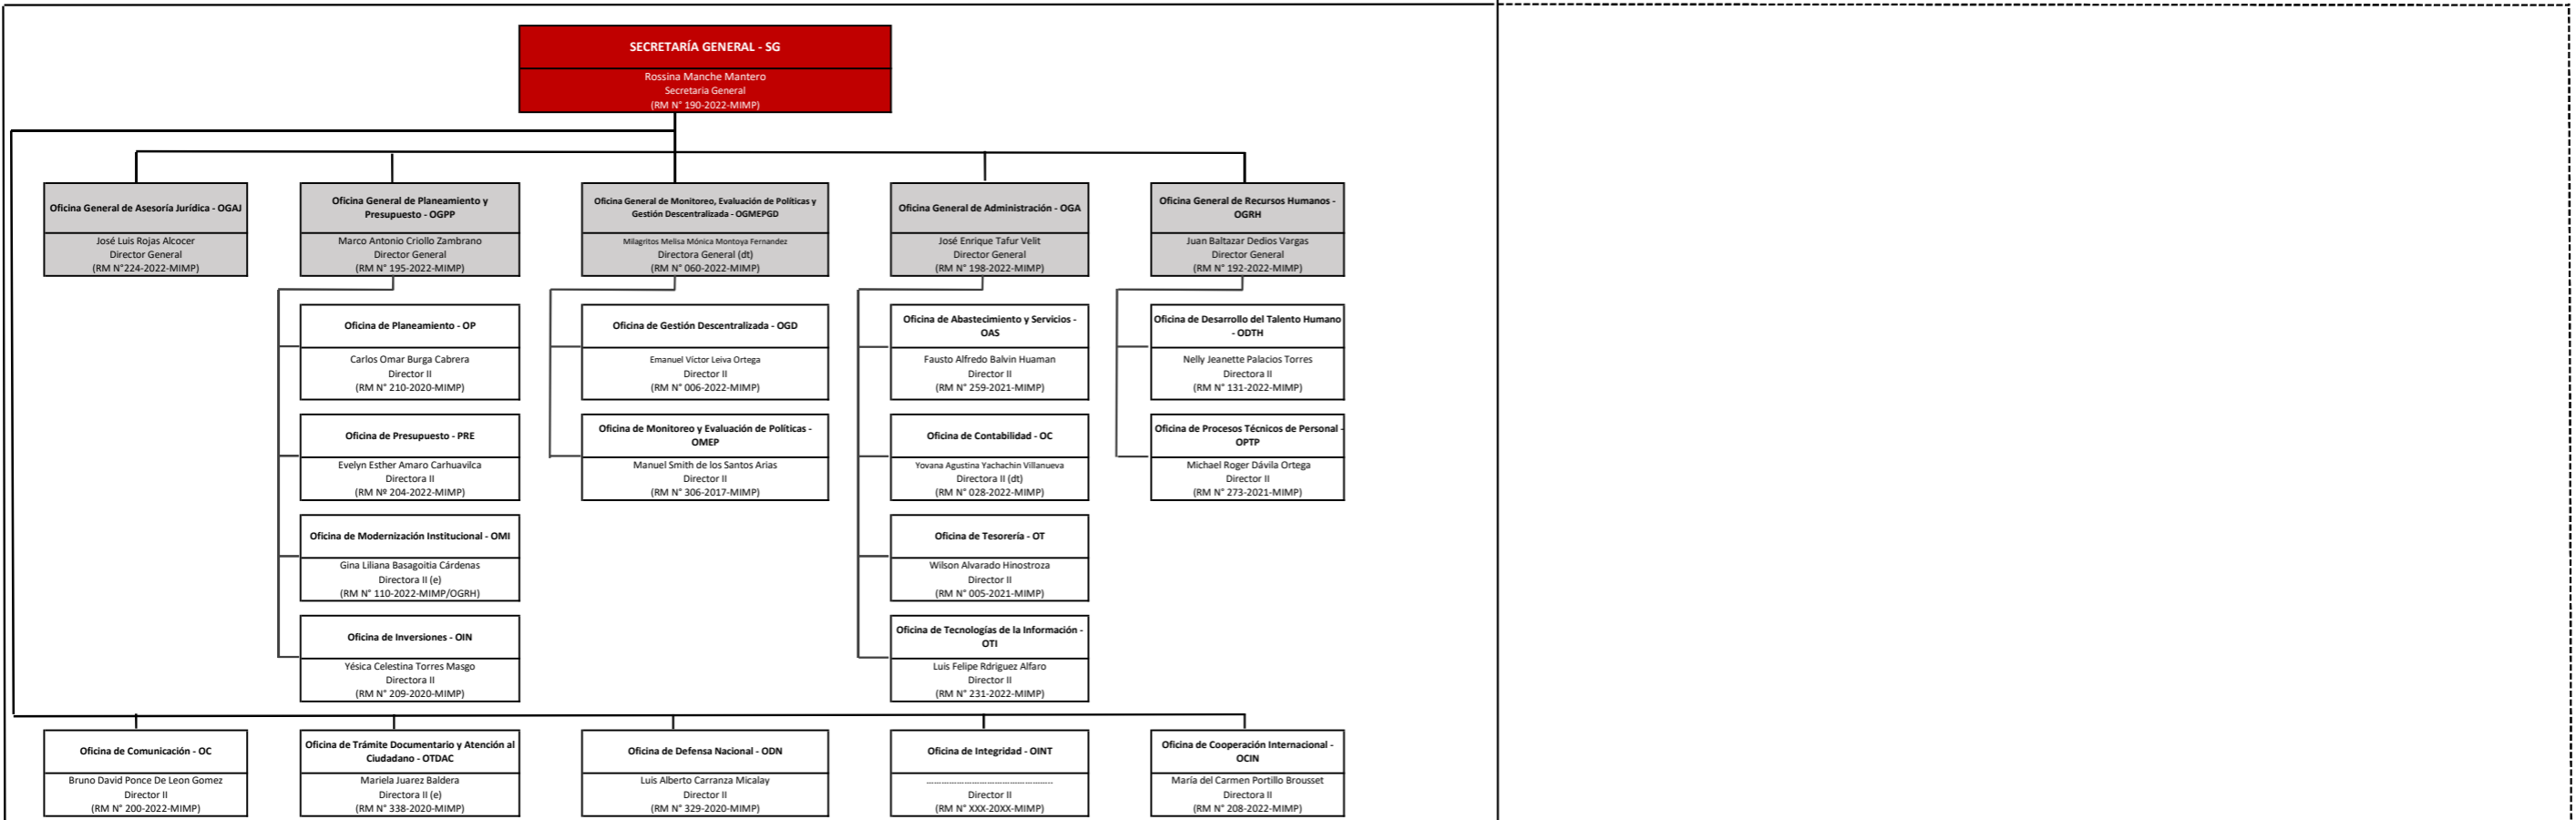 SECRETARÍA GENERAL - SG
Rossina Manche Mantero
Secretaria General
(RM N° 190-2022-MIMP)
Oficina General de Asesoría Jurídica - OGAJ
José Luis Rojas Alcocer
Director General
(RM N°224-2022-MIMP)
Oficina General de Planeamiento y
Presupuesto - OGPP
Marco Antonio Criollo Zambrano
Director General
(RM N° 195-2022-MIMP)
Oficina General de Monitoreo, Evaluación de Políticas y
Gestión Descentralizada - OGMEPGD
Milagritos Melisa Mónica Montoya Fernandez
Directora General (dt)
(RM N° 060-2022-MIMP)
Oficina General de Administración - OGA
José Enrique Tafur Velit
Director General
(RM N° 198-2022-MIMP)
Oficina General de Recursos Humanos -
OGRH
Juan Baltazar Dedios Vargas
Director General
(RM N° 192-2022-MIMP)
Oficina de Planeamiento - OP
Carlos Omar Burga Cabrera
Director II
(RM N° 210-2020-MIMP)
Oficina de Gestión Descentralizada - OGD
Emanuel Víctor Leiva Ortega
Director II
(RM N° 006-2022-MIMP)
Oficina de Abastecimiento y Servicios -
OAS
Fausto Alfredo Balvin Huaman
Director II
(RM N° 259-2021-MIMP)
Oficina de Desarrollo del Talento Humano
- ODTH
Nelly Jeanette Palacios Torres
Directora II
(RM N° 131-2022-MIMP)
Oficina de Presupuesto - PRE
Evelyn Esther Amaro Carhuavilca
Directora II
(RM Nº 204-2022-MIMP)
Oficina de Monitoreo y Evaluación de Políticas -
OMEP
Manuel Smith de los Santos Arias
Director II
(RM N° 306-2017-MIMP)
Oficina de Contabilidad - OC
Yovana Agustina Yachachin Villanueva
Directora II (dt)
(RM N° 028-2022-MIMP)
Oficina de Procesos Técnicos de Personal -
OPTP
Michael Roger Dávila Ortega
Director II
(RM N° 273-2021-MIMP)
Oficina de Modernización Institucional - OMI
Gina Liliana Basagoitia Cárdenas
Directora II (e)
(RM N° 110-2022-MIMP/OGRH)
Oficina de Tesorería - OT
Wilson Alvarado Hinostroza
Director II
(RM N° 005-2021-MIMP)
Oficina de Inversiones - OIN
Yésica Celestina Torres Masgo
Directora II
(RM N° 209-2020-MIMP)
Oficina de Tecnologías de la Información -
OTI
Luis Felipe Rdriguez Alfaro
Director II
(RM N° 231-2022-MIMP)
Oficina de Comunicación - OC
Bruno David Ponce De Leon Gomez
Director II
(RM N° 200-2022-MIMP)
Oficina de Trámite Documentario y Atención al
Ciudadano - OTDAC
Mariela Juarez Baldera
Directora II (e)
(RM N° 338-2020-MIMP)
Oficina de Defensa Nacional - ODN
Luis Alberto Carranza Micalay
Director II
(RM N° 329-2020-MIMP)
Oficina de Integridad - OINT
................................................
Director II
(RM N° XXX-20XX-MIMP)
Oficina de Cooperación Internacional -
OCIN
María del Carmen Portillo Brousset
Directora II
(RM N° 208-2022-MIMP)